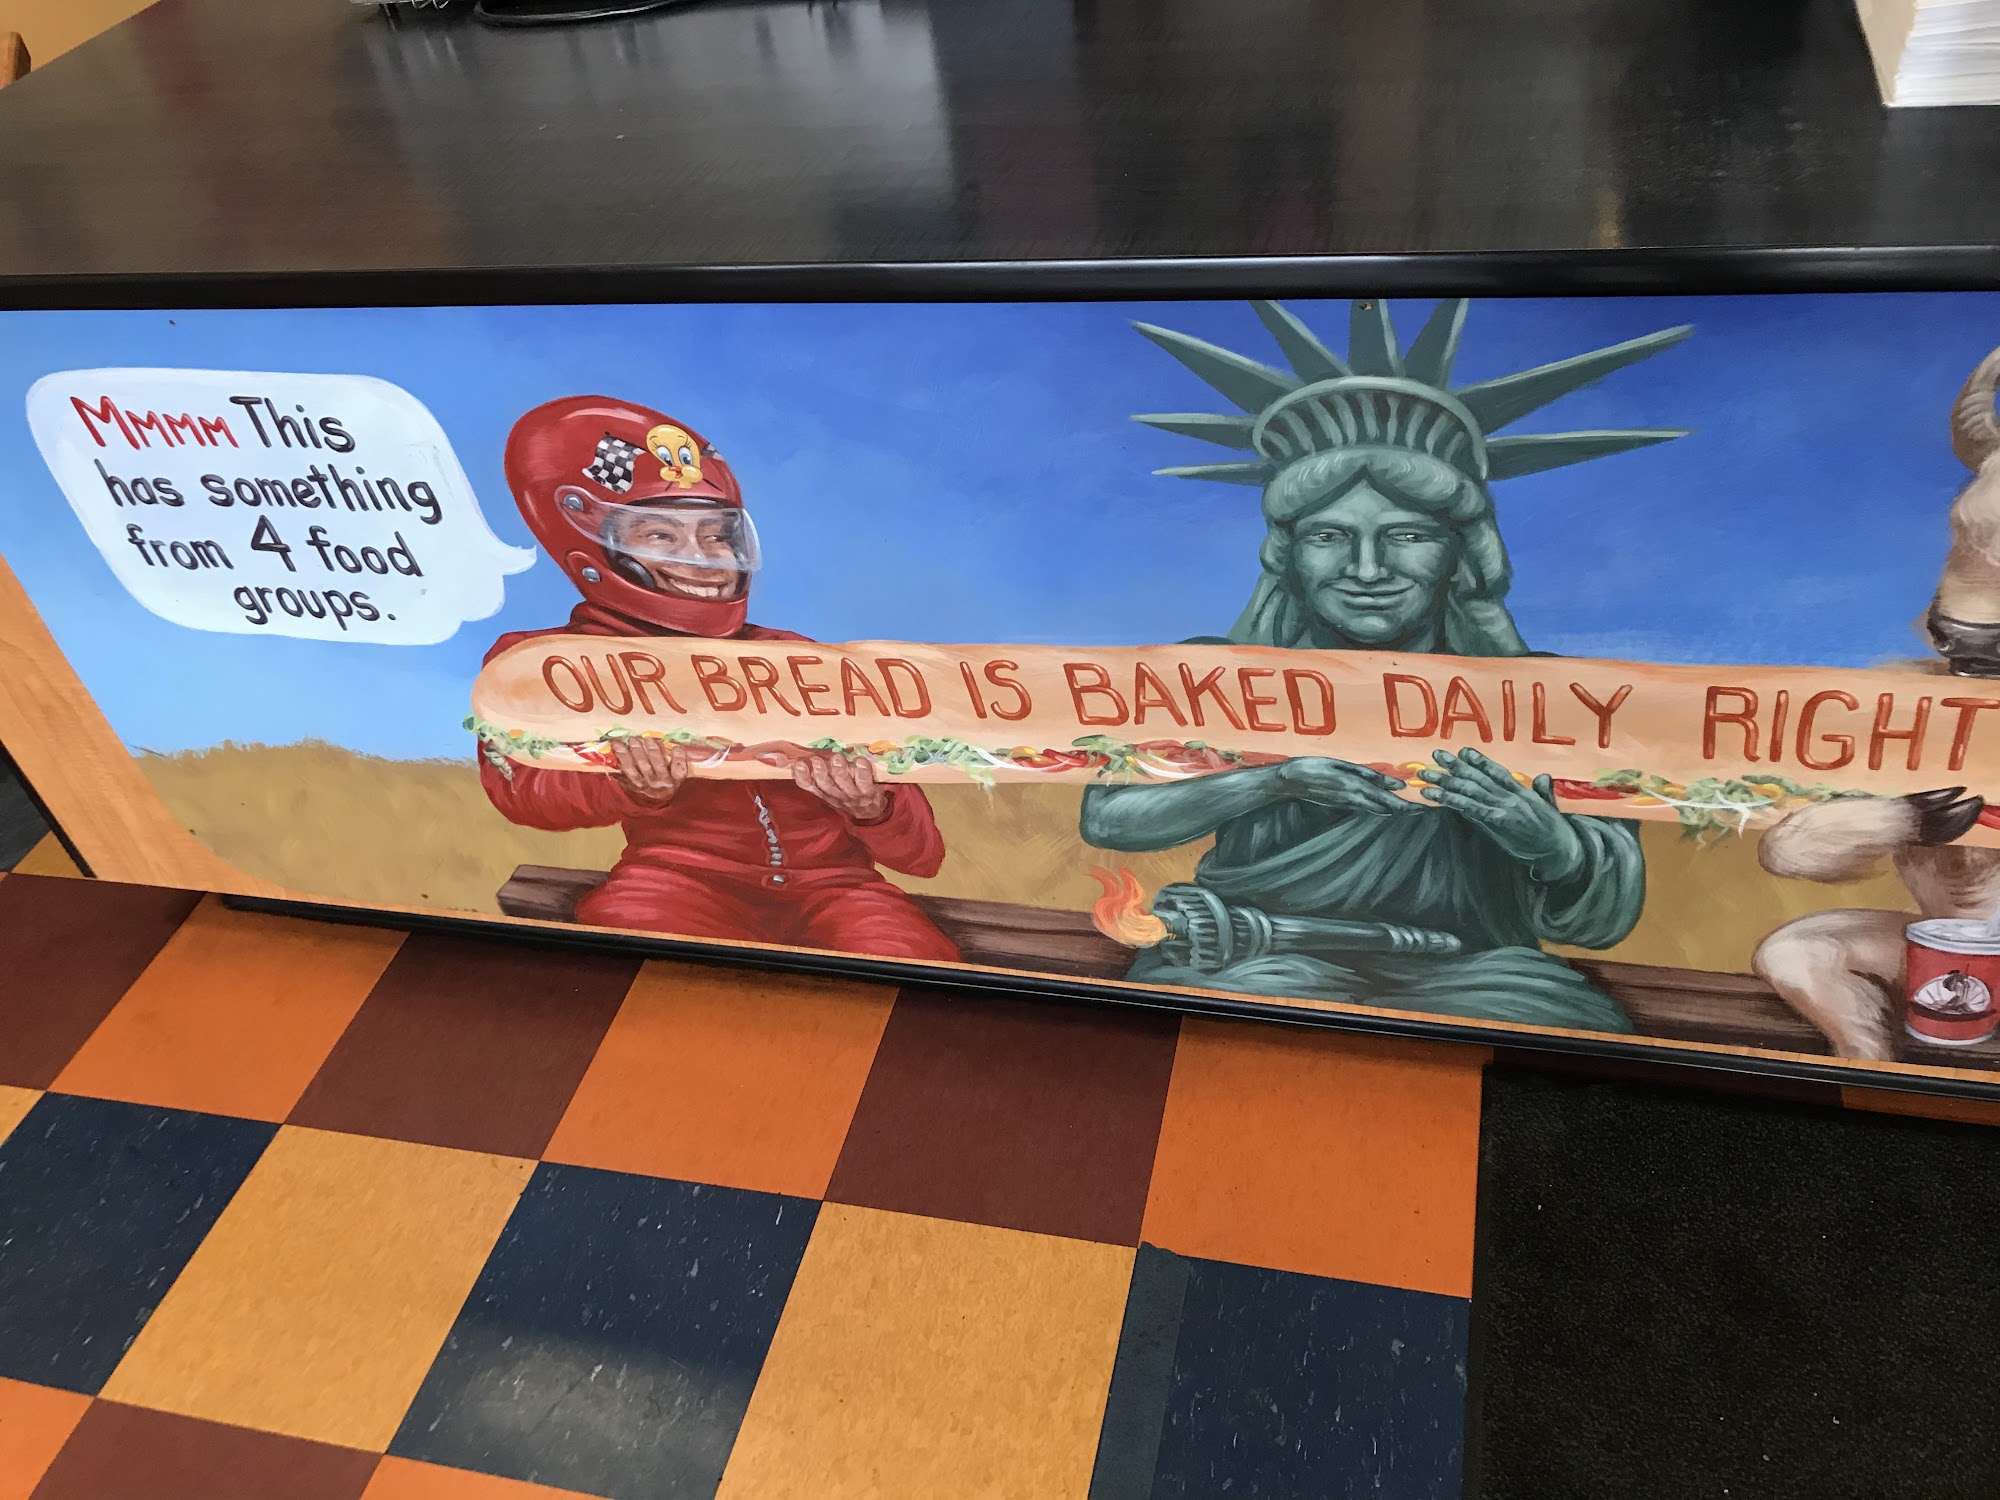 Mmmm This
has something
from 4 food
groups.
OUR BREAD IS BAKED DAILY RIGHT